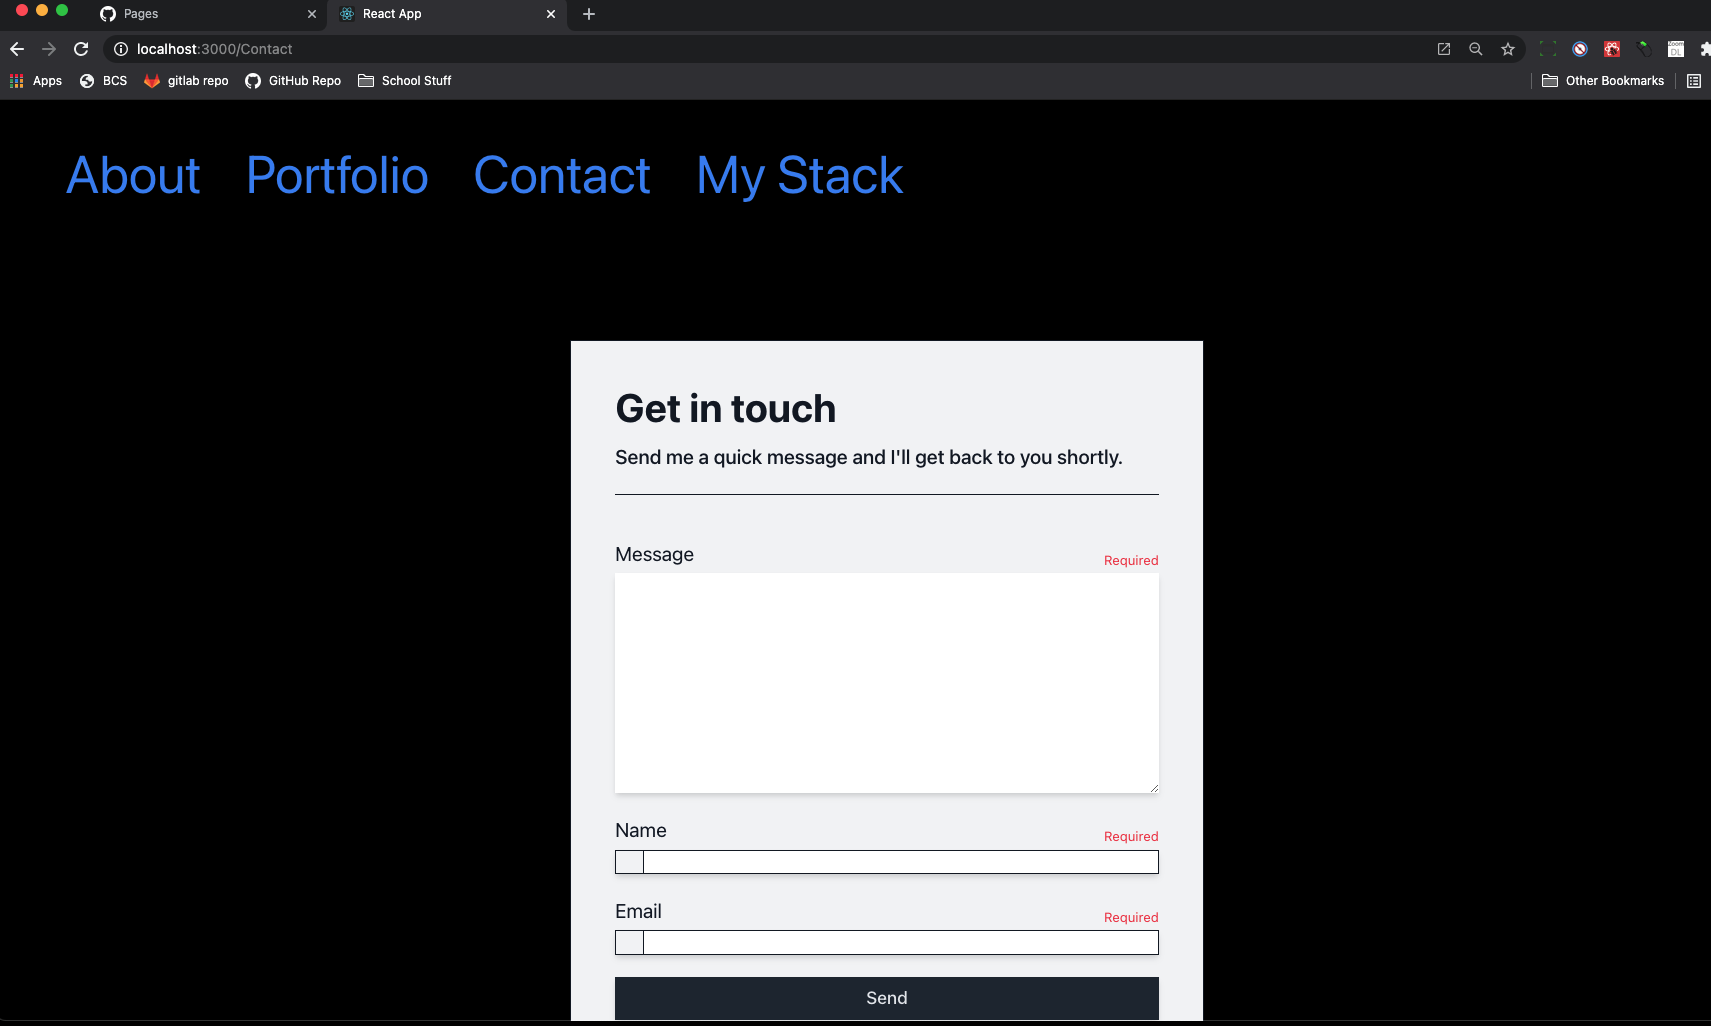 Pages
React App
localhost:3000/Contact
Apps BCS gitlab repo GitHub Repo School Stuff Other Bookmarks
Zoom
DL
About Portfolio Contact My Stack
Get in touch
Send me a quick message and I'll get back to you shortly.
Message Required
Name Required
Email Required
Send